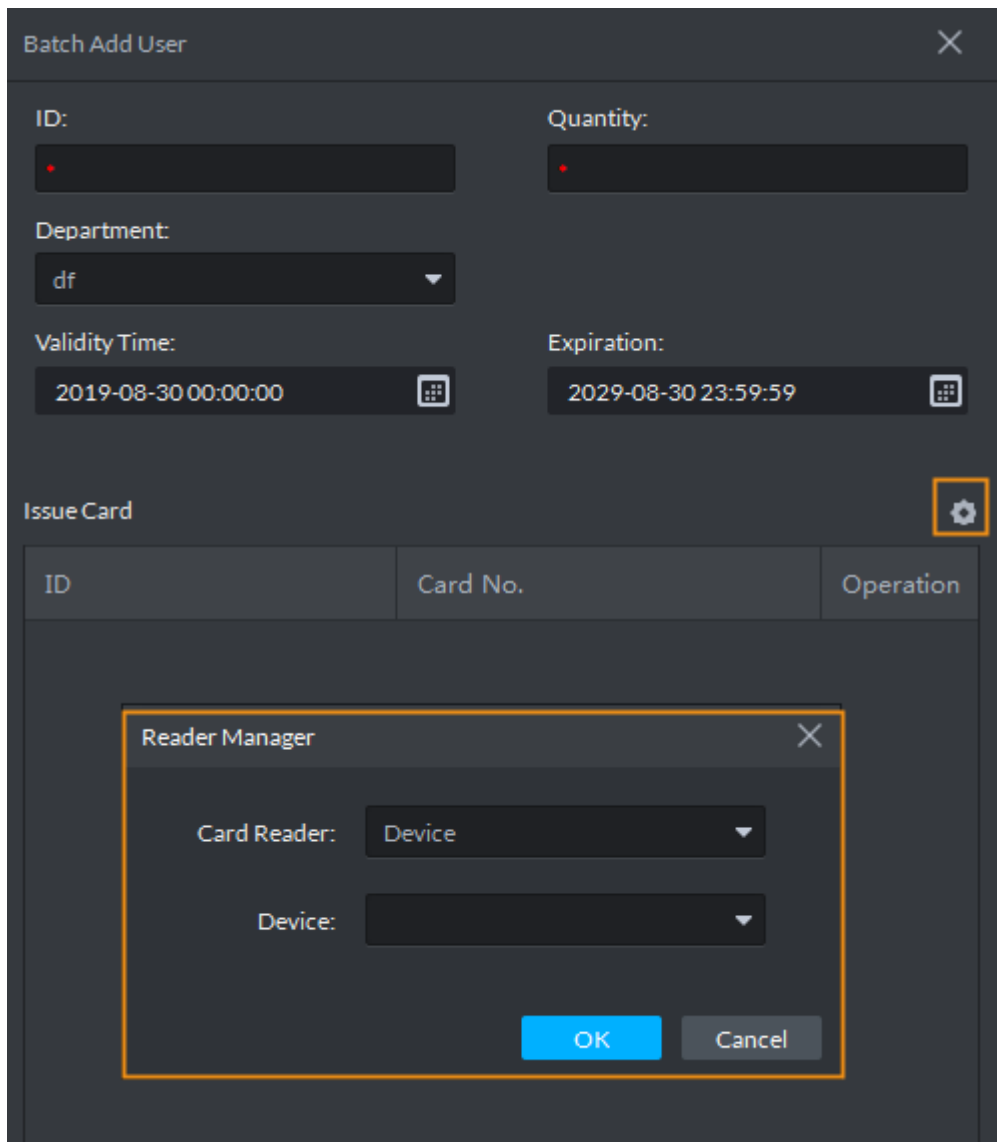 Batch Add User
ID: Quantity:
Department:
df
Validity Time: Expiration:
2019-08-30 00:00:00 2029-08-30 23:59:59
Issue Card
ID Card No. Operation
Reader Manager
Card Reader: Device
Device:
OK Cancel